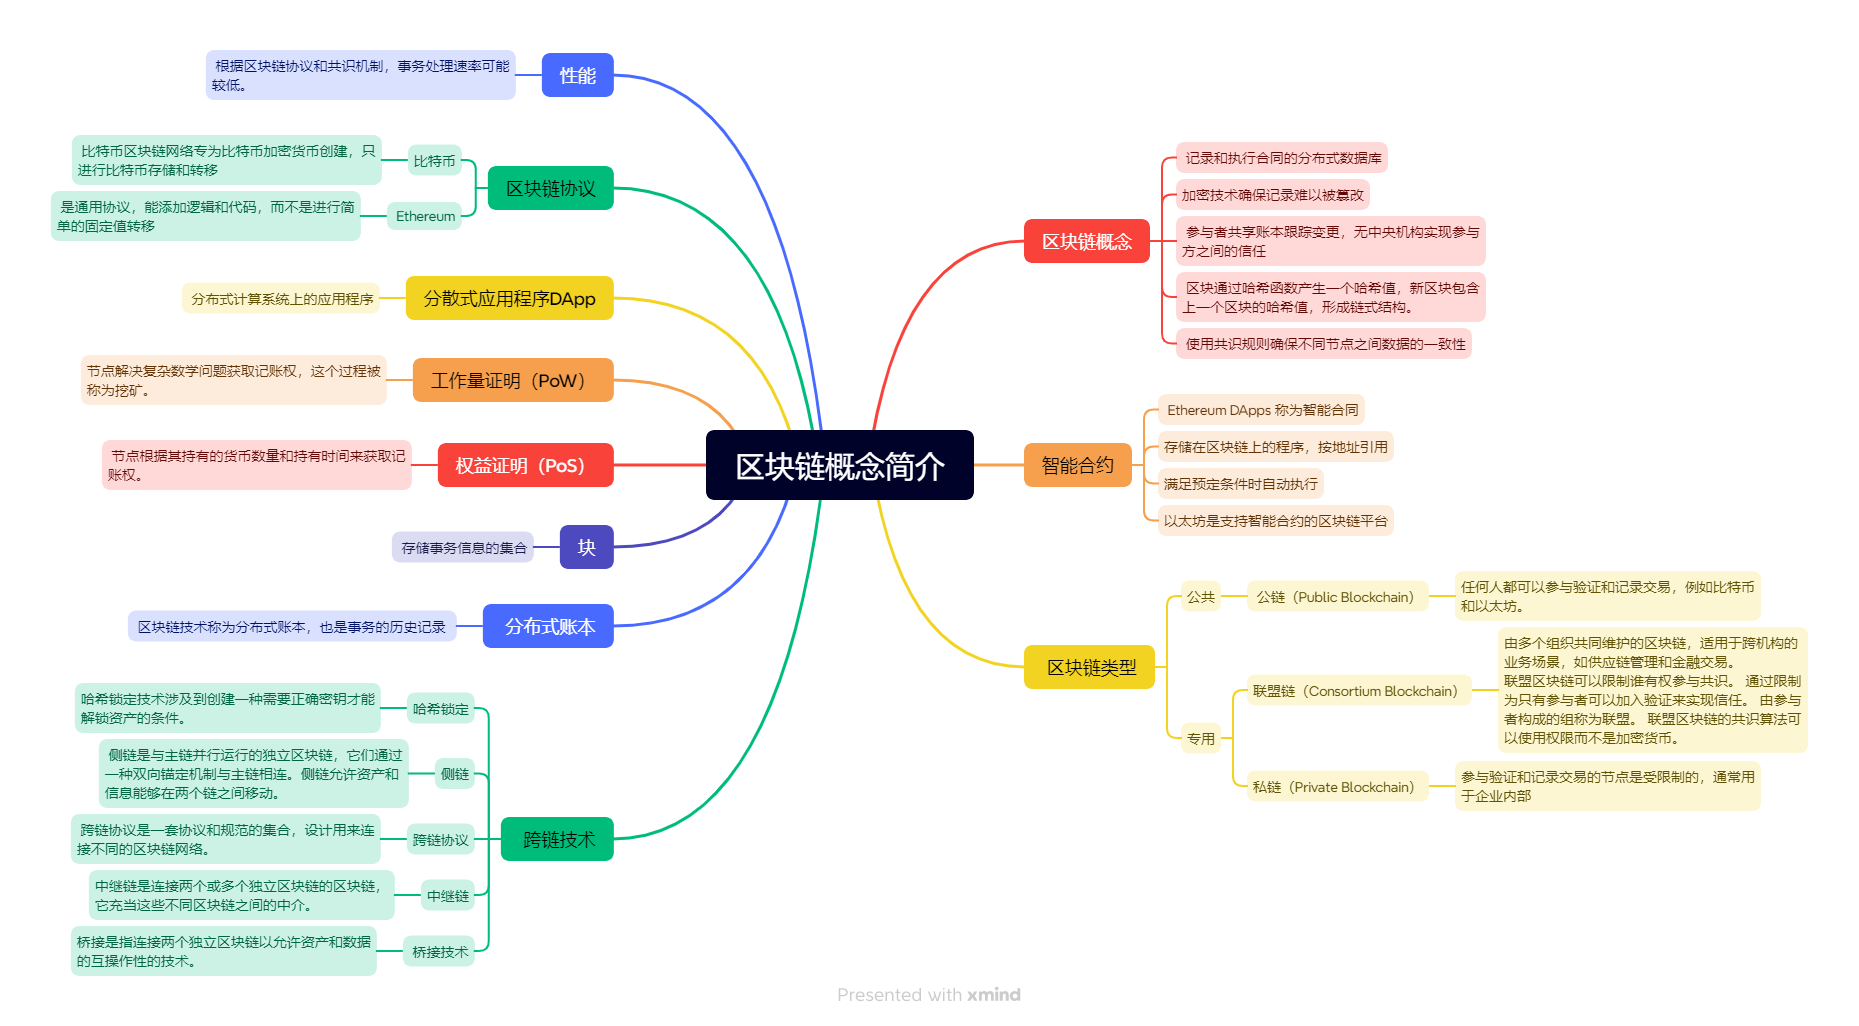 区块链概念简介
区块链概念
记录和执行合同的分布式数据库
加密技术确保记录难以被篡改
参与者共享账本跟踪变更，无中央机构实现参与
方之间的信任
区块通过哈希函数产生一个哈希值，新区块包含
上一个区块的哈希值，形成链式结构。
使用共识规则确保不同节点之间数据的一致性
智能合约
Ethereum DApps 称为智能合同
存储在区块链上的程序，按地址引用
满足预定条件时自动执行
以太坊是支持智能合约的区块链平台
区块链类型
公共
公链（Public Blockchain）
任何人都可以参与验证和记录交易，例如比特币
和以太坊。
专用
联盟链（Consortium Blockchain）
由多个组织共同维护的区块链，适用于跨机构的
业务场景，如供应链管理和金融交易。
联盟区块链可以限制谁有权参与共识。 通过限制
为只有参与者可以加入验证来实现信任。 由参与
者构成的组称为联盟。 联盟区块链的共识算法可
以使用权限而不是加密货币。
私链（Private Blockchain）
参与验证和记录交易的节点是受限制的，通常用
于企业内部
性能
根据区块链协议和共识机制，事务处理速率可能
较低。
区块链协议
比特币
比特币区块链网络专为比特币加密货币创建，只
进行比特币存储和转移
Ethereum
是通用协议，能添加逻辑和代码，而不是进行简
单的固定值转移
分散式应用程序DApp
分布式计算系统上的应用程序
工作量证明（PoW）
节点解决复杂数学问题获取记账权，这个过程被
称为挖矿。
权益证明（PoS）
节点根据其持有的货币数量和持有时间来获取记
账权。
块
存储事务信息的集合
分布式账本
区块链技术称为分布式账本，也是事务的历史记录
跨链技术
哈希锁定
哈希锁定技术涉及到创建一种需要正确密钥才能
解锁资产的条件。
侧链
侧链是与主链并行运行的独立区块链，它们通过
一种双向锚定机制与主链相连。侧链允许资产和
信息能够在两个链之间移动。
跨链协议
跨链协议是一套协议和规范的集合，设计用来连
接不同的区块链网络。
中继链
中继链是连接两个或多个独立区块链的区块链，
它充当这些不同区块链之间的中介。
桥接技术
桥接是指连接两个独立区块链以允许资产和数据
的互操作性的技术。
Presented with xmind